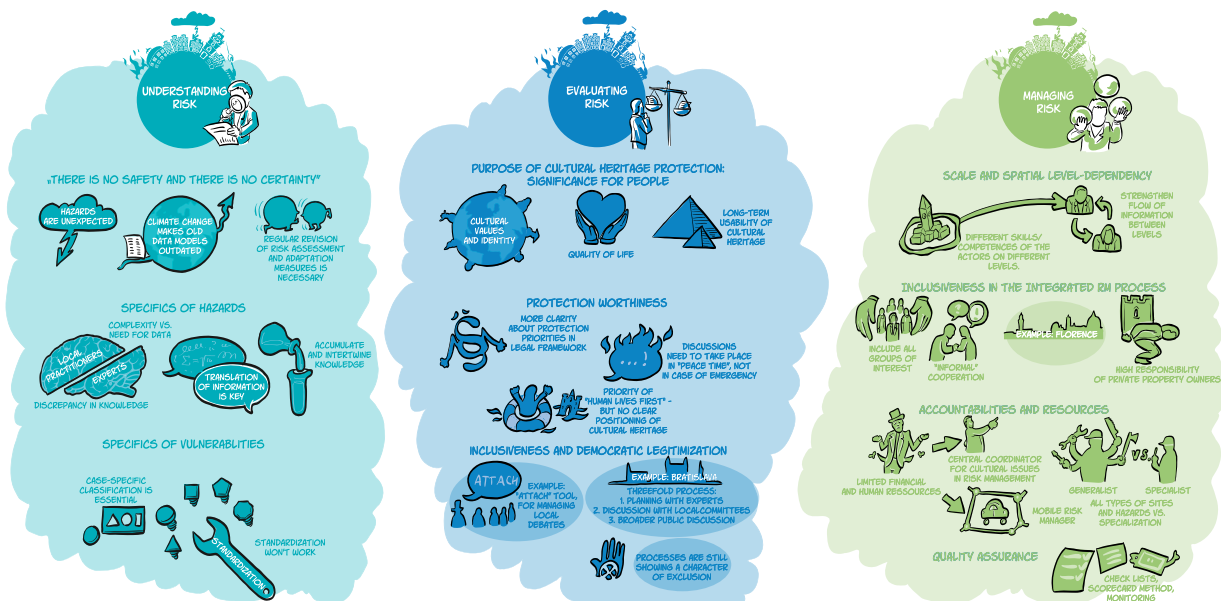 UNDERSTANDING
RISK
„THERE IS NO SAFETY AND THERE IS NO CERTAINTY"
HAZARDS
ARE UNEXPECTED
CLIMATE CHANGE
MAKES OLD
DATA MODELS
OUTDATED
REGULAR REVISION
OF RISK ASSESSMENT
AND ADAPTATION
MEASURES IS
NECESSARY
SPECIFICS OF HAZARDS
COMPLEXITY VS.
NEED FOR DATA
LOCAL
PRACTITIONERS
EXPERTS
DISCREPANCY IN KNOWLEDGE
TRANSLATION
OF INFORMATION
IS KEY
ACCUMULATE
AND INTERTWINE
KNOWLEDGE
SPECIFICS OF VULNERABLITIES
CASE-SPECIFIC
CLASSIFICATION IS
ESSENTIAL
STANDARDIZATION
STANDARDIZATION
WON'T WORK
EVALUATING
RISK
PURPOSE OF CULTURAL HERITAGE PROTECTION:
SIGNIFICANCE FOR PEOPLE
CULTURAL
VALUES
AND IDENTITY
QUALITY OF LIFE
LONG-TERM
USABILITY OF
CULTURAL
HERITAGE
PROTECTION WORTHINESS
MORE CLARITY
ABOUT PROTECTION
PRIORITIES IN
LEGAL FRAMEWORK
DISCUSSIONS
NEED TO TAKE PLACE
IN "PEACE TIME", NOT
IN CASE OF EMERGENCY
PRIORITY OF
"HUMAN LIVES FIRST" -
BUT NO CLEAR
POSITIONING OF
CULTURAL HERITAGE
INCLUSIVENESS AND DEMOCRATIC LEGITIMIZATION
ATTACH
EXAMPLE:
"ATTACH" TOOL,
FOR MANAGING
LOCAL
DEBATES
EXAMPLE: BRATISLAVA
THREEFOLD PROCESS:
1. PLANNING WITH EXPERTS
2. DISCUSSION WITH LOCALCOMMITTEES
3. BROADER PUBLIC DISCUSSION
PROCESSES ARE STILL
SHOWING A CHARACTER
OF EXCLUSION
MANAGING
RISK
SCALE AND SPATIAL LEVEL-DEPENDENCY
DIFFERENT SKILLS/
COMPETENCES OF THE
ACTORS ON DIFFERENT
LEVELS.
STRENGTHEN
FLOW OF
INFORMATION
BETWEEN
LEVELS
INCLUSIVENESS IN THE INTEGRATED RM PROCESS
INCLUDE ALL
GROUPS OF
INTEREST
"INFORMAL"
COOPERATION
EXAMPLE: FLORENCE
HIGH RESPONSIBILITY
OF PRIVATE PROPERTY OWNERS
ACCOUNTABILITIES AND RESOURCES
LIMITED FINANCIAL
AND HUMAN RESSOURCES
CENTRAL COORDINATOR
FOR CULTURAL ISSUES
IN RISK MANAGEMENT
MOBILE RISK
MANAGER
VS.
GENERALIST
SPECIALIST
ALL TYPES OF SITES
AND HAZARDS VS.
SPECIALIZATION
QUALITY ASSURANCE
CHECK LISTS,
SCORECARD METHOD,
MONITORING